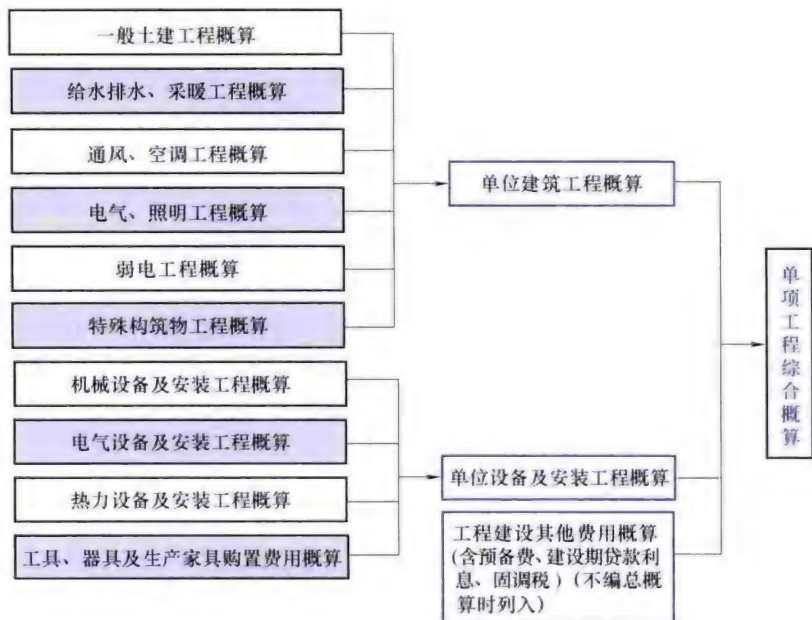 一般土建工程概算
给水排水、采暖工程概算
通风、空调工程概算
电气、照明工程概算
弱电工程概算
特殊构筑物工程概算
机械设备及安装工程概算
电气设备及安装工程概算
热力设备及安装工程概算
工具、器具及生产家具购置费用概算
单位建筑工程概算
单位设备及安装工程概算
工程建设其他费用概算
(含预备费、建设期贷款利
息、固调税)(不编总概
算时列入)
单项工程综合概算